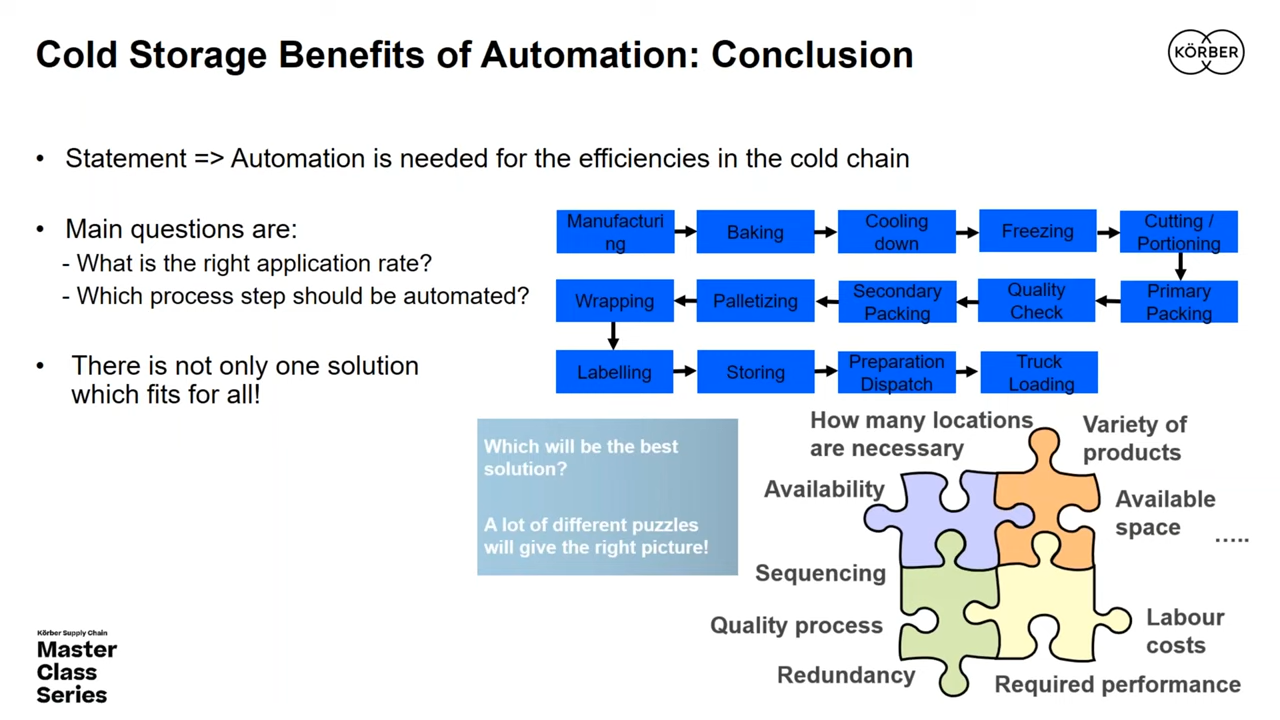 Cold Storage Benefits of Automation: Conclusion
KÖRBER
• Statement => Automation is needed for the efficiencies in the cold chain
• Main questions are:
- What is the right application rate?
- Which process step should be automated?
• There is not only one solution
which fits for all!
Manufacturi
ng
Baking
Cooling
down
Freezing
Cutting /
Portioning
Primary
Packing
Quality
Check
Secondary
Packing
Palletizing
Wrapping
Labelling
Storing
Preparation
Dispatch
Truck
Loading
Which will be the best
solution?
A lot of different puzzles
will give the right picture!
How many locations
are necessary
Variety of
products
Availability
Available
space
.....
Sequencing
Quality process
Labour
costs
Redundancy
Required performance
Körber Supply Chain
Master
Class
Series